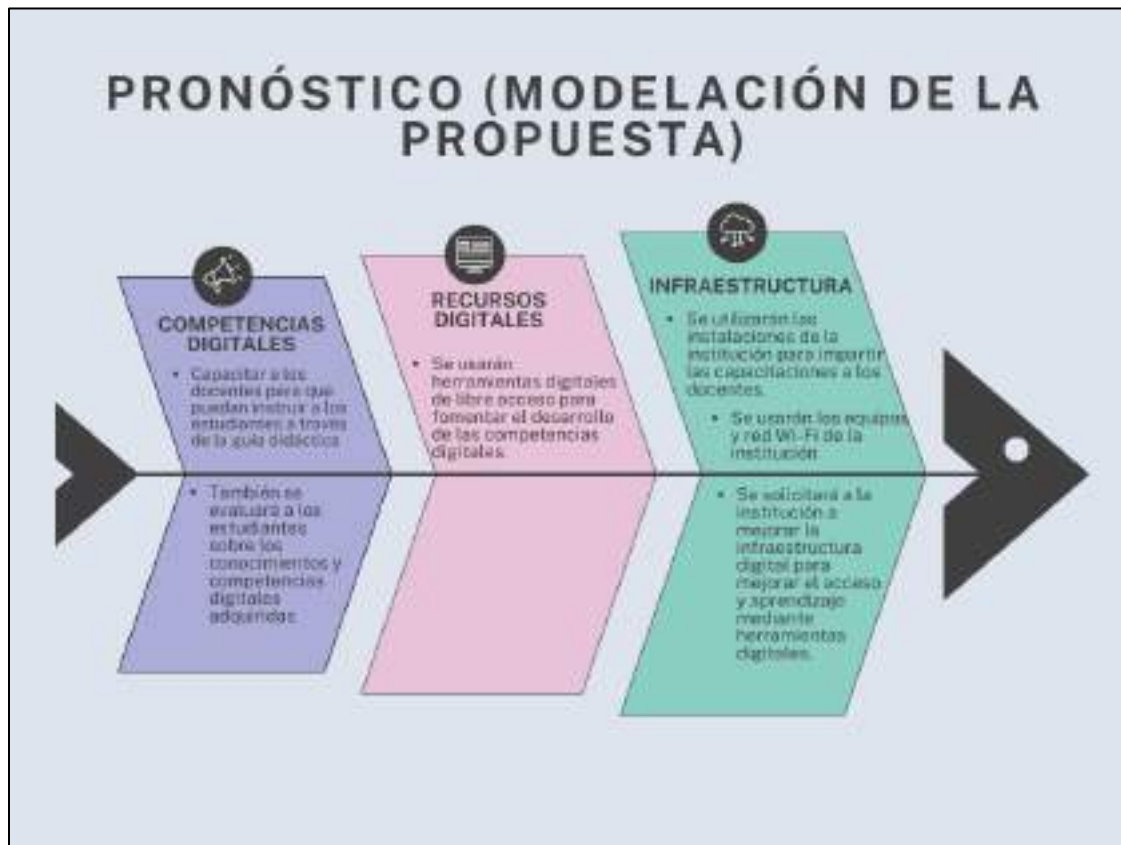 PRONÓSTICO (MODELACIÓN DE LA
PROPUESTA)
COMPETENCIAS
DIGITALES
• Capacitar a los
docentes para que
puedan instruir a los
estudiantes a través
de la guía didáctica
• También se
evaluará a los
estudiantes
sobre los
conocimientos y
competencias
digitales
adquiridas
RECURSOS
DIGITALES
• Se usarán
herramientas digitales
de libre acceso para
fomentar el desarrollo
de las competencias
digitales.
INFRAESTRUCTURA
• Se utilizarán las
instalaciones de la
institución para impartir
las capacitaciones a los
docentes.
• Se usarán los equipos
y red Wi-Fi de la
institución
• Se solicitará a la
institución a
mejorar la
infraestructura
digital para
mejorar el acceso
y aprendizaje
mediante
herramientas
digitales.